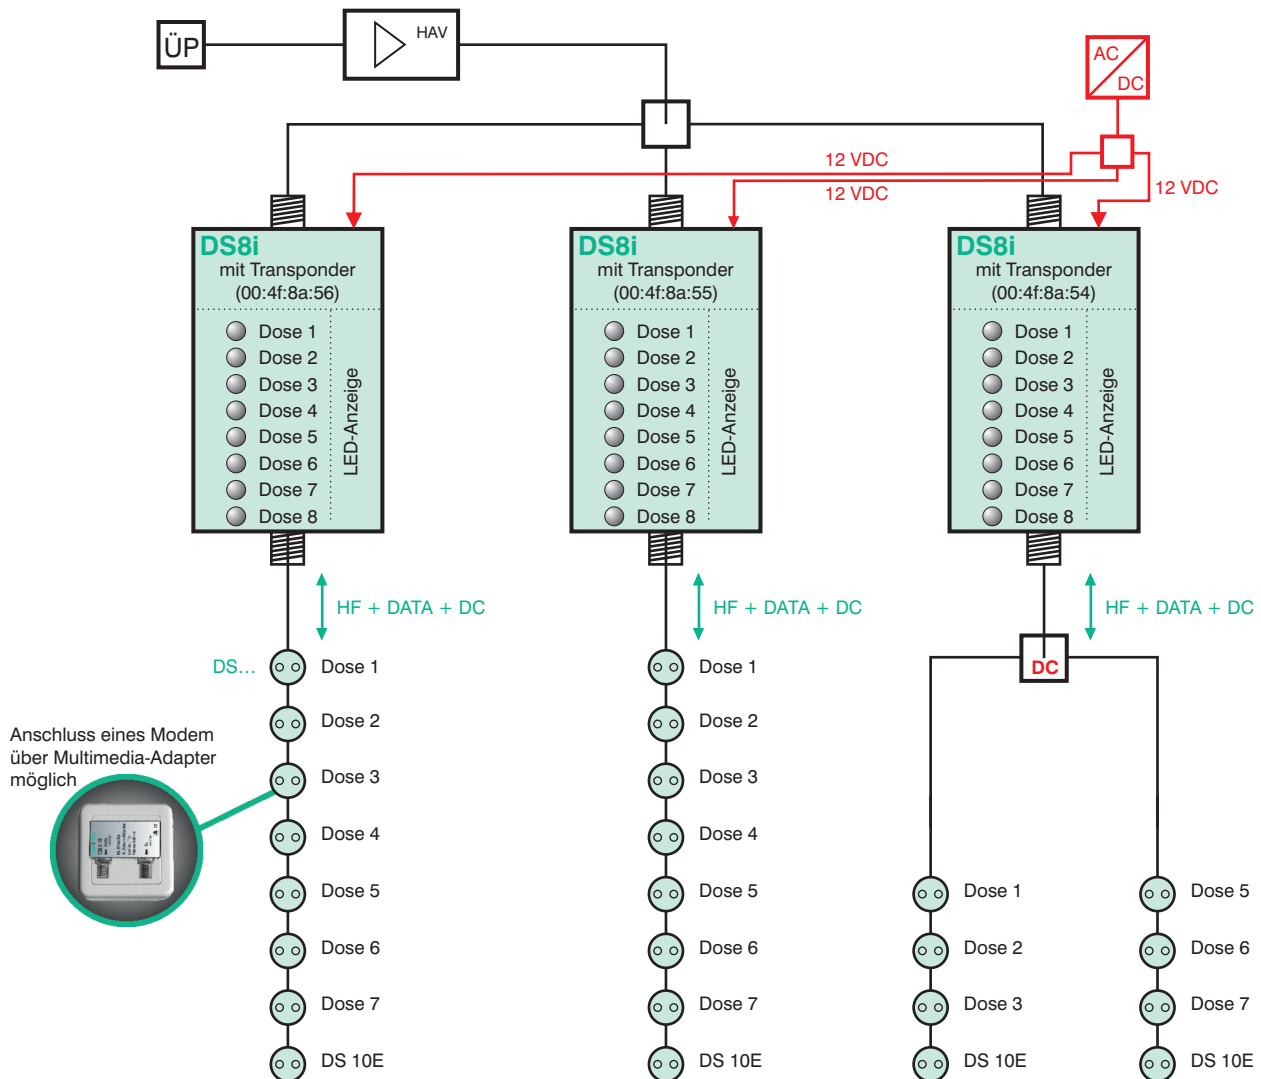 ÜP
HAV
AC
DC
12 VDC
12 VDC
12 VDC
DS8i
mit Transponder
(00:4f:8a:56)
Dose 1
Dose 2
Dose 3
Dose 4
Dose 5
Dose 6
Dose 7
Dose 8
LED-Anzeige
DS8i
mit Transponder
(00:4f:8a:55)
Dose 1
Dose 2
Dose 3
Dose 4
Dose 5
Dose 6
Dose 7
Dose 8
LED-Anzeige
DS8i
mit Transponder
(00:4f:8a:54)
Dose 1
Dose 2
Dose 3
Dose 4
Dose 5
Dose 6
Dose 7
Dose 8
LED-Anzeige
HF + DATA + DC
HF + DATA + DC
HF + DATA + DC
DS...
Dose 1
Dose 2
Dose 3
Dose 4
Dose 5
Dose 6
Dose 7
DS 10E
Anschluss eines Modem
über Multimedia-Adapter
möglich
Dose 1
Dose 2
Dose 3
Dose 4
Dose 5
Dose 6
Dose 7
DS 10E
DC
Dose 1
Dose 2
Dose 3
DS 10E
Dose 5
Dose 6
Dose 7
DS 10E